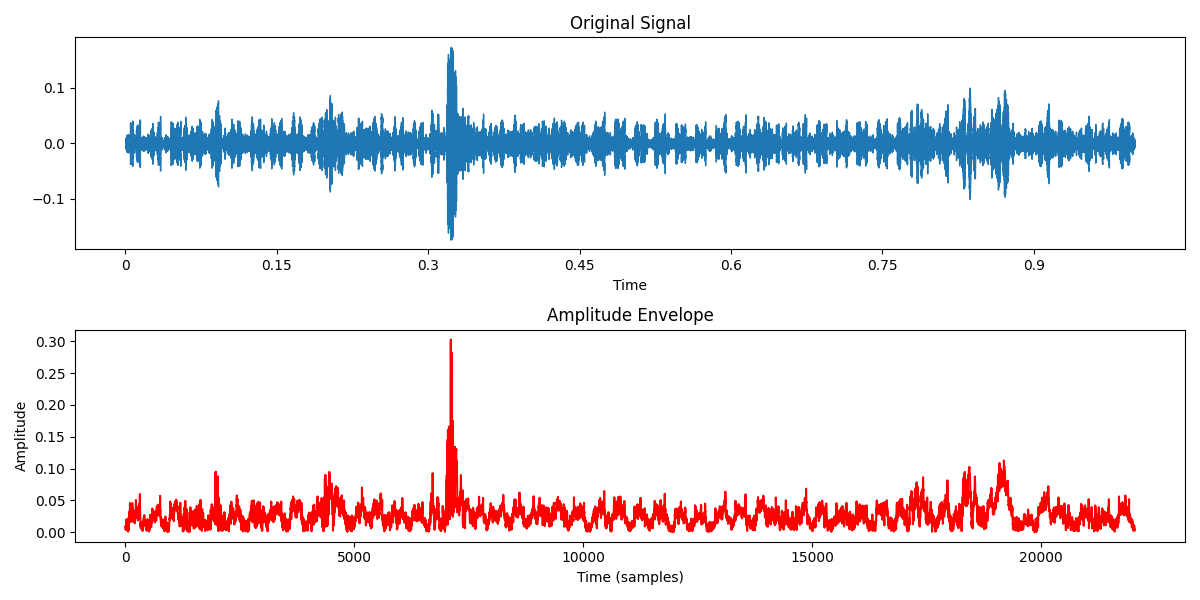 Original Signal
0.1
0.0
−0.1
0 0.15 0.3 0.45 0.6 0.75 0.9
Time
Amplitude Envelope
Amplitude
0.30
0.25
0.20
0.15
0.10
0.05
0.00
0 5000 10000 15000 20000
Time (samples)